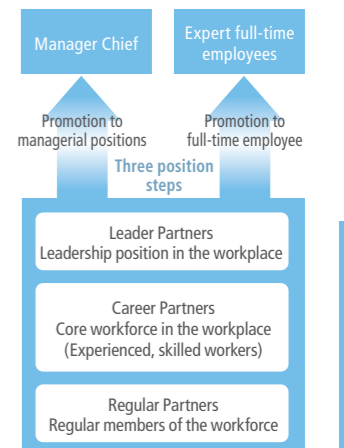 Manager Chief
Expert full-time
employees
Promotion to
managerial positions
Promotion to
full-time employee
Three position
steps
Leader Partners
Leadership position in the workplace
Career Partners
Core workforce in the workplace
(Experienced, skilled workers)
Regular Partners
Regular members of the workforce